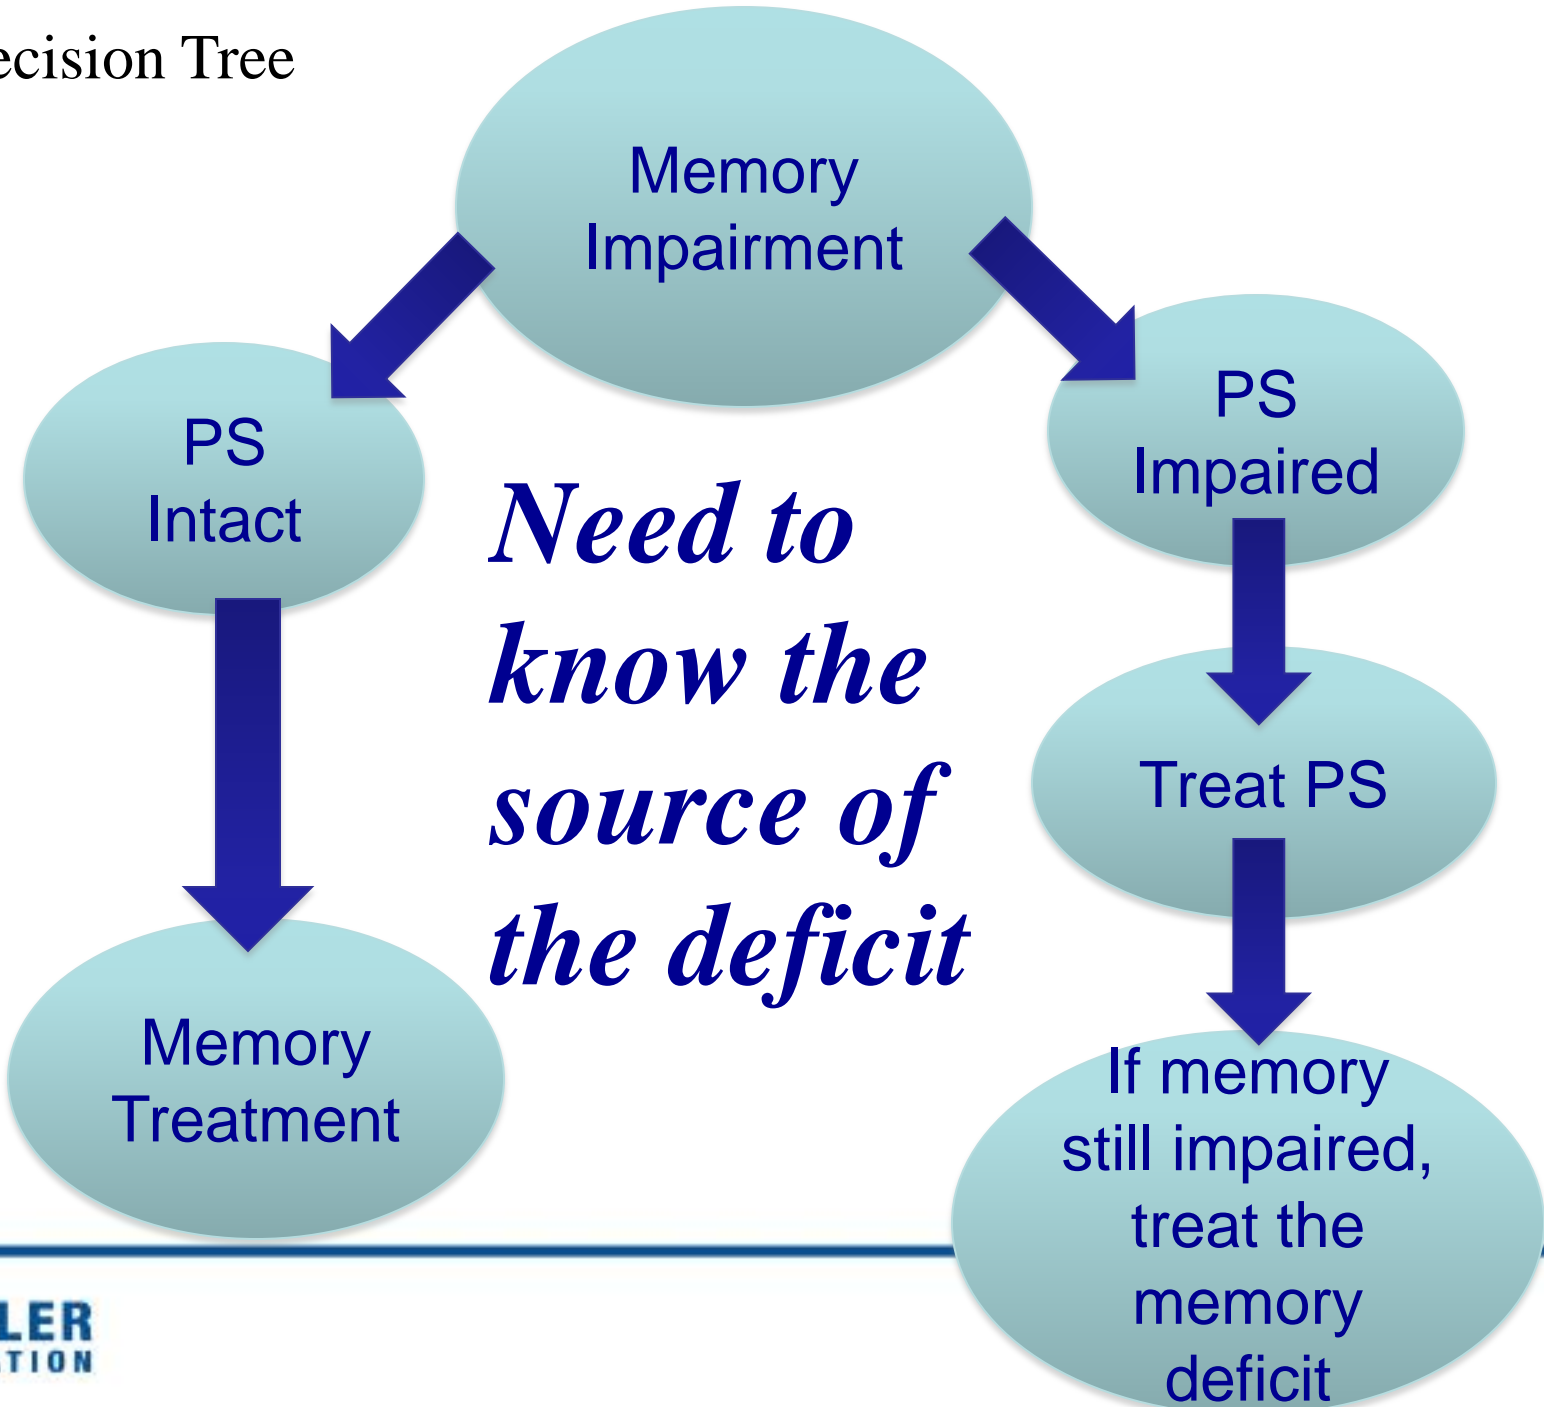 ecision Tree
Memory
Impairment
PS
Intact
PS
Impaired
Need to
know the
source of
the deficit
Treat PS
Memory
Treatment
If memory
still impaired,
treat the
memory
deficit
LER
ATION